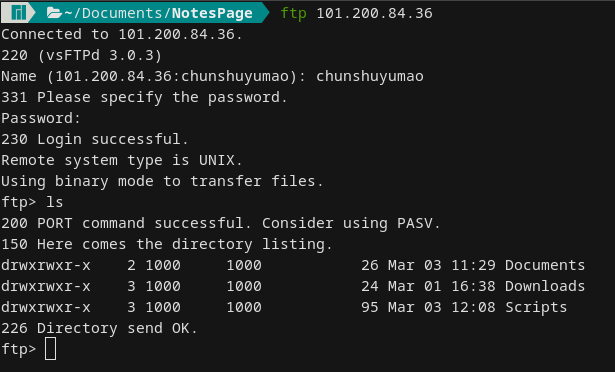 ~/Documents/NotesPage ftp 101.200.84.36
Connected to 101.200.84.36.
220 (vsFTPd 3.0.3)
Name (101.200.84.36:chunshuyumao): chunshuyumao
331 Please specify the password.
Password:
230 Login successful.
Remote system type is UNIX.
Using binary mode to transfer files.
ftp> ls
200 PORT command successful. Consider using PASV.
150 Here comes the directory listing.
drwxrwxr-x    2 1000     1000           26 Mar 03 11:29 Documents
drwxrwxr-x    3 1000     1000           24 Mar 01 16:38 Downloads
drwxrwxr-x    3 1000     1000           95 Mar 03 12:08 Scripts
226 Directory send OK.
ftp>